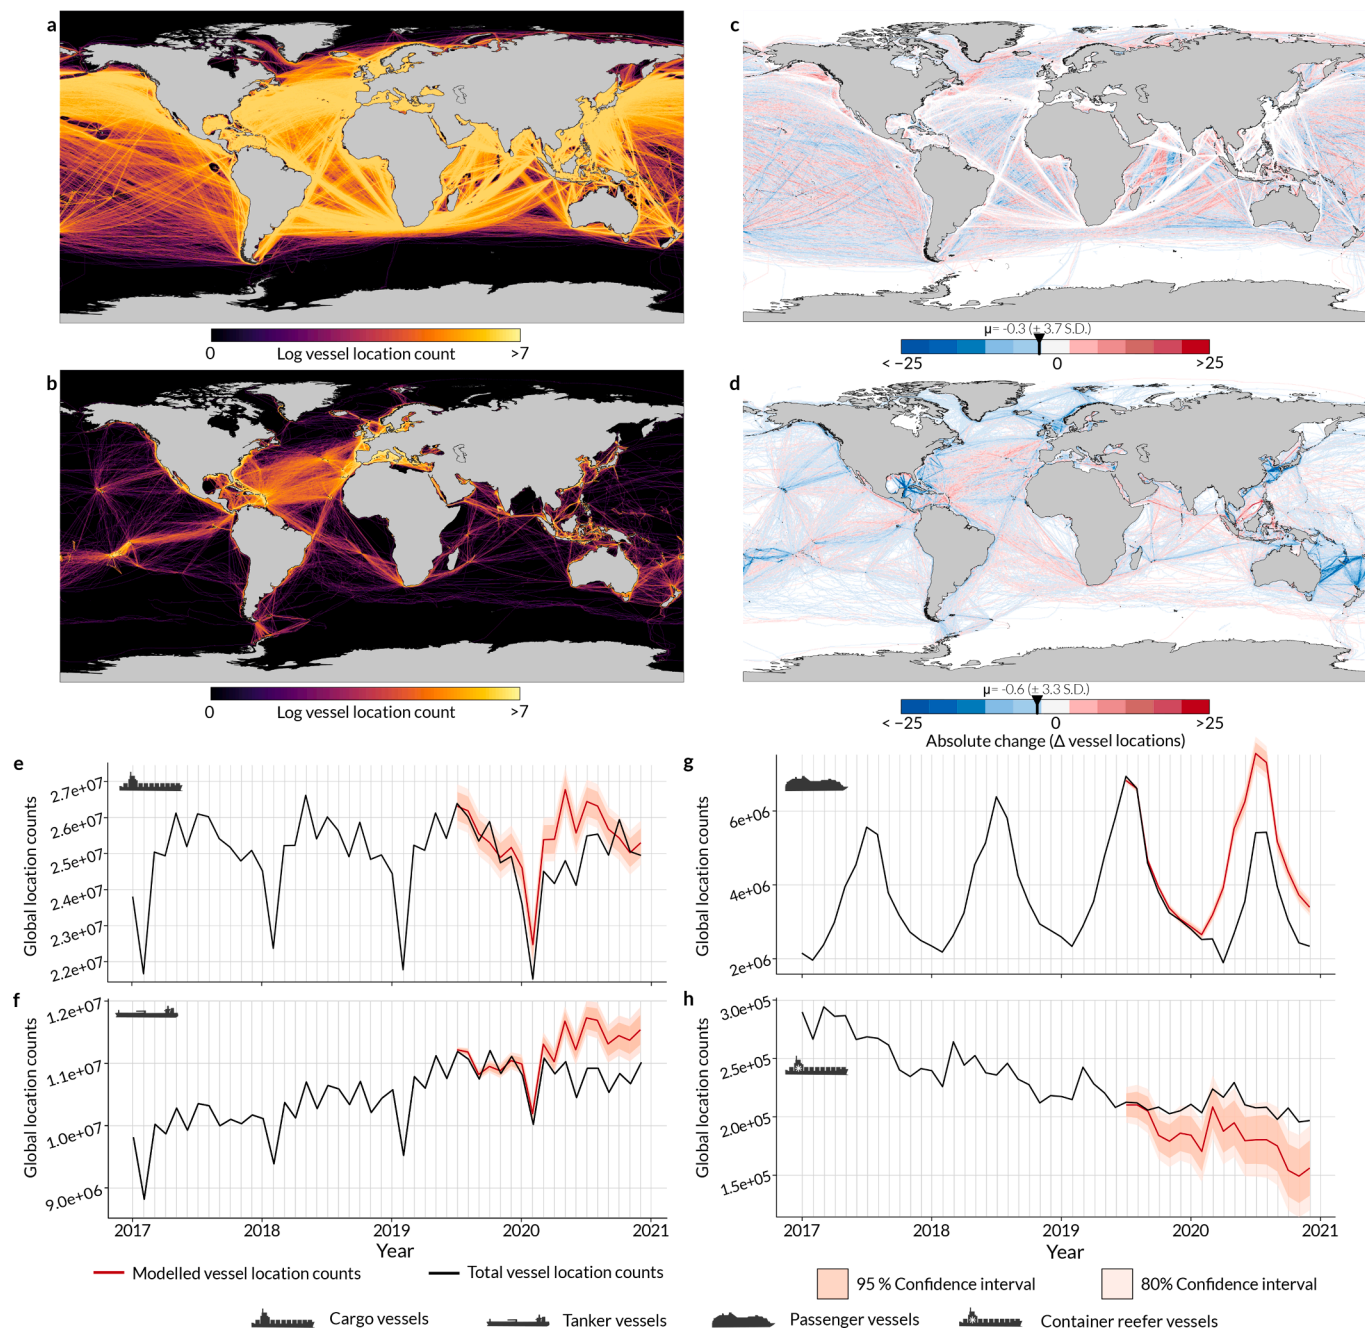 a
c
0
>7
Log vessel location count
μ= -0.3 (± 3.7 S.D.)
< −25
0
>25
b
d
0
>7
Log vessel location count
μ= -0.6 (± 3.3 S.D.)
< −25
0
>25
Absolute change (Δ vessel locations)
e
Global location counts
2.7e+07
2.6e+07
2.5e+07
2.4e+07
2.3e+07
2.2e+07
g
Global location counts
6e+06
4e+06
2e+06
f
Global location counts
1.2e+07
1.1e+07
1.0e+07
9.0e+06
2017 2018 2019 2020 2021
Year
h
Global location counts
3.0e+05
2.5e+05
2.0e+05
1.5e+05
2017 2018 2019 2020 2021
Year
Modelled vessel location counts
Total vessel location counts
95 % Confidence interval
80% Confidence interval
Cargo vessels
Tanker vessels
Passenger vessels
Container reefer vessels